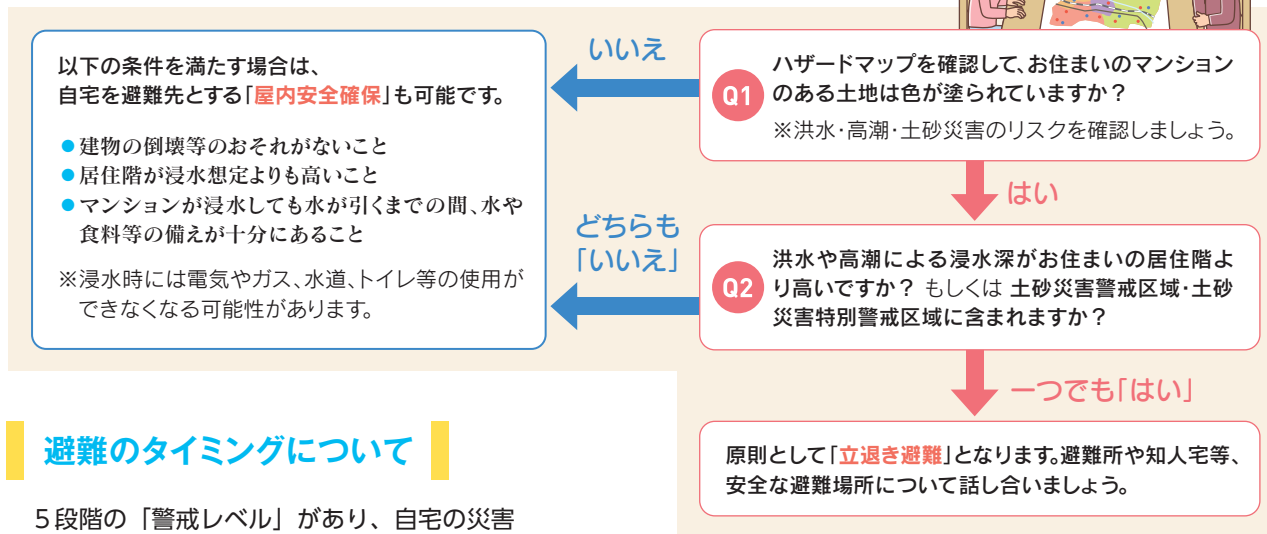 Q1
ハザードマップを確認して、お住まいのマンション
のある土地は色が塗られていますか?
※洪水・高潮・土砂災害のリスクを確認しましょう。
いいえ
はい
以下の条件を満たす場合は、
自宅を避難先とする「屋内安全確保」も可能です。
●建物の倒壊等のおそれがないこと
●居住階が浸水想定よりも高いこと
●マンションが浸水しても水が引くまでの間、水や
食料等の備えが十分にあること
※浸水時には電気やガス、水道、トイレ等の使用が
できなくなる可能性があります。
どちらも
「いいえ」
Q2
洪水や高潮による浸水深がお住まいの居住階よ
り高いですか? もしくは 土砂災害警戒区域・土砂
災害特別警戒区域に含まれますか?
一つでも「はい」
原則として「立退き避難」となります。避難所や知人宅等、
安全な避難場所について話し合いましょう。
避難のタイミングについて
5段階の「警戒レベル」があり、自宅の災害